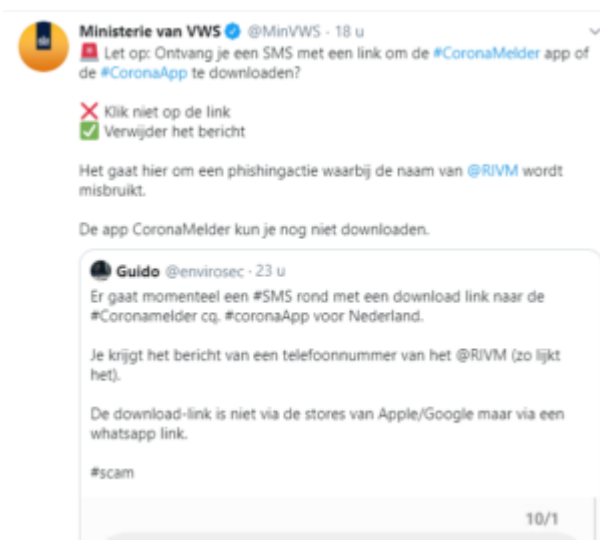 Ministerie van VWS @MinVWS · 18 u
🚨 Let op: Ontvang je een SMS met een link om de #CoronaMelder app of
de #CoronaApp te downloaden?
❌ Klik niet op de link
✅ Verwijder het bericht
Het gaat hier om een phishingactie waarbij de naam van @RIVM wordt
misbruikt.
De app CoronaMelder kun je nog niet downloaden.
Guido @envirosec · 23 u
Er gaat momenteel een #SMS rond met een download link naar de
#Coronamelder cq. #coronaApp voor Nederland.
Je krijgt het bericht van een telefoonnummer van het @RIVM (zo lijkt
het).
De download-link is niet via de stores van Apple/Google maar via een
whatsapp link.
#scam
10/1